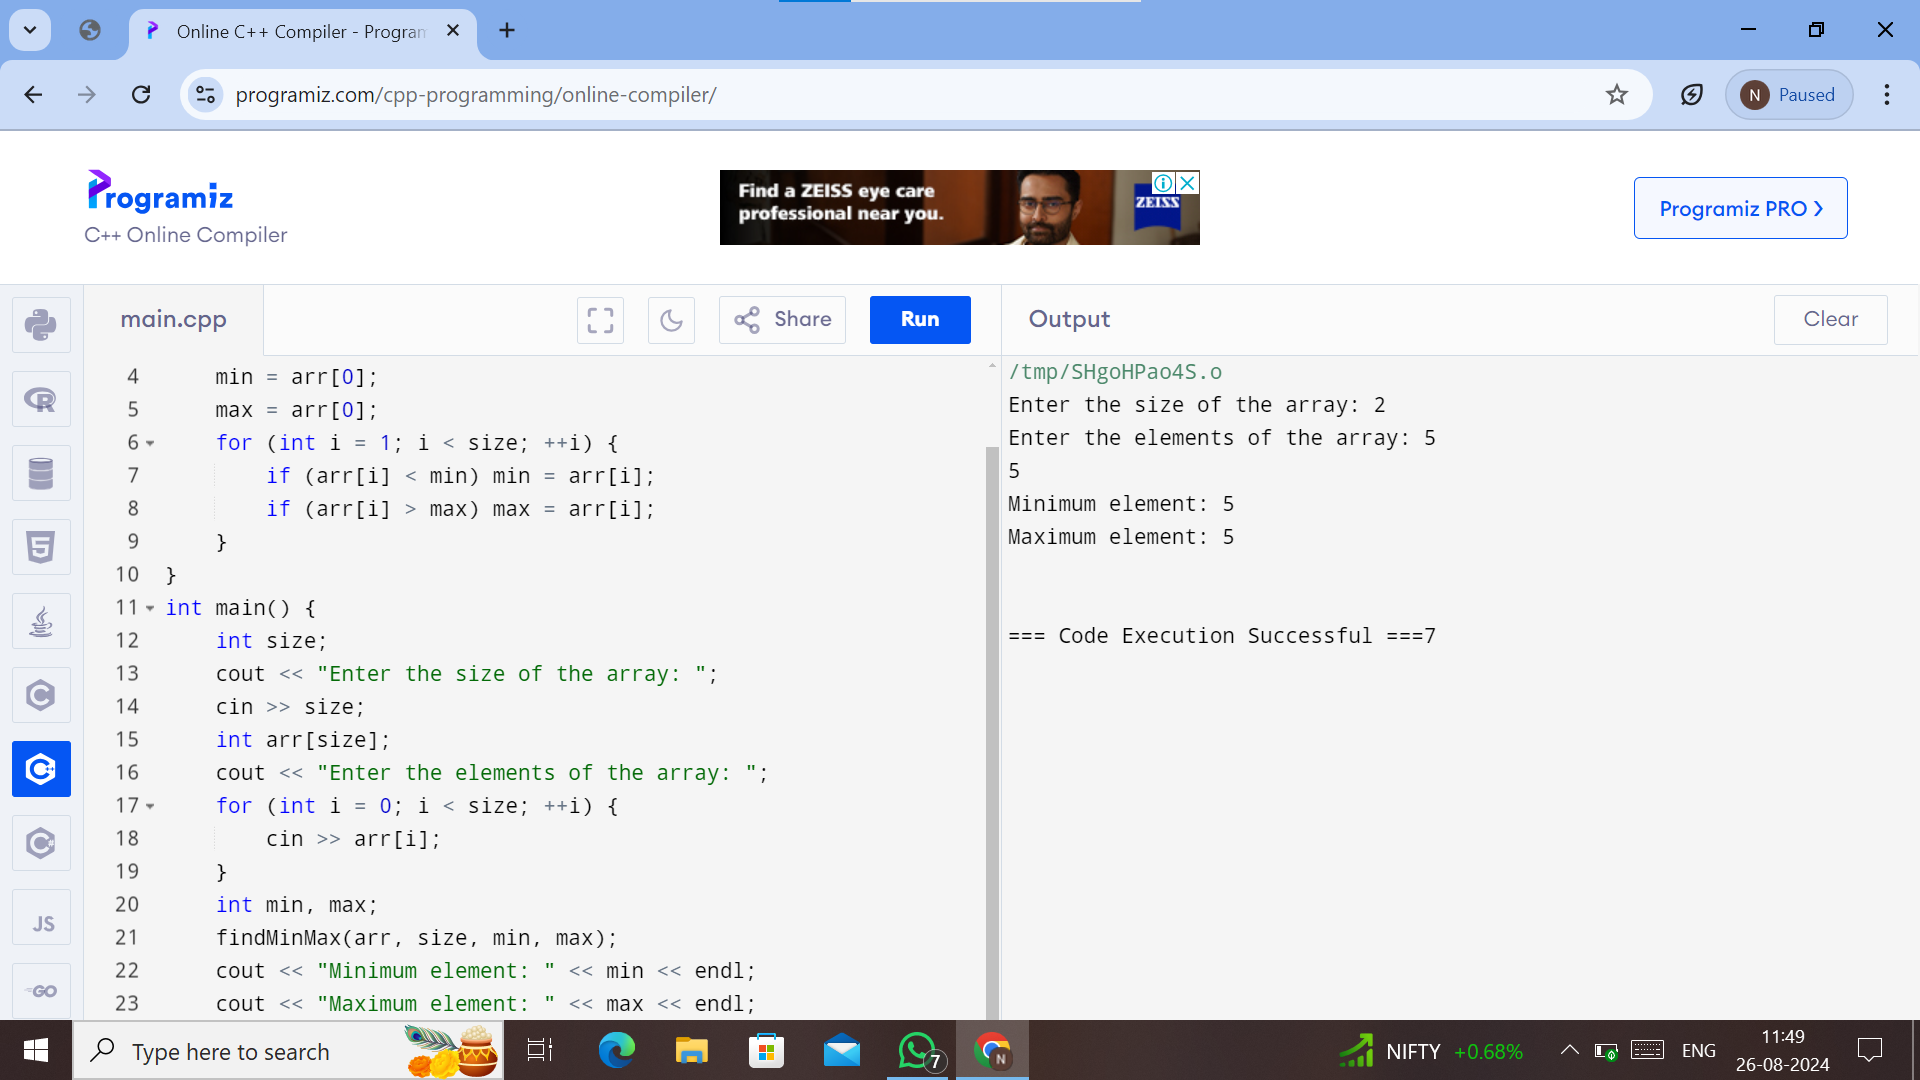 Online C++ Compiler - Program
programiz.com/cpp-programming/online-compiler/
N Paused
Programiz
C++ Online Compiler
Find a ZEISS eye care
professional near you.
ZEISS
Programiz PRO
main.cpp
Share
Run
Output
Clear
4 min = arr[0];
5 max = arr[0];
6 for (int i = 1; i < size; ++i) {
7 if (arr[i] < min) min = arr[i];
8 if (arr[i] > max) max = arr[i];
9 }
10 }
11 int main() {
12 int size;
13 cout << "Enter the size of the array: ";
14 cin >> size;
15 int arr[size];
16 cout << "Enter the elements of the array: ";
17 for (int i = 0; i < size; ++i) {
18 cin >> arr[i];
19 }
20 int min, max;
21 findMinMax(arr, size, min, max);
22 cout << "Minimum element: " << min << endl;
23 cout << "Maximum element: " << max << endl;
/tmp/SHgoHPao4S.o
Enter the size of the array: 2
Enter the elements of the array: 5
5
Minimum element: 5
Maximum element: 5
=== Code Execution Successful ===7
R
5
C
C+
C#
JS
GO
Type here to search
7
N
NIFTY +0.68%
ENG
11:49
26-08-2024